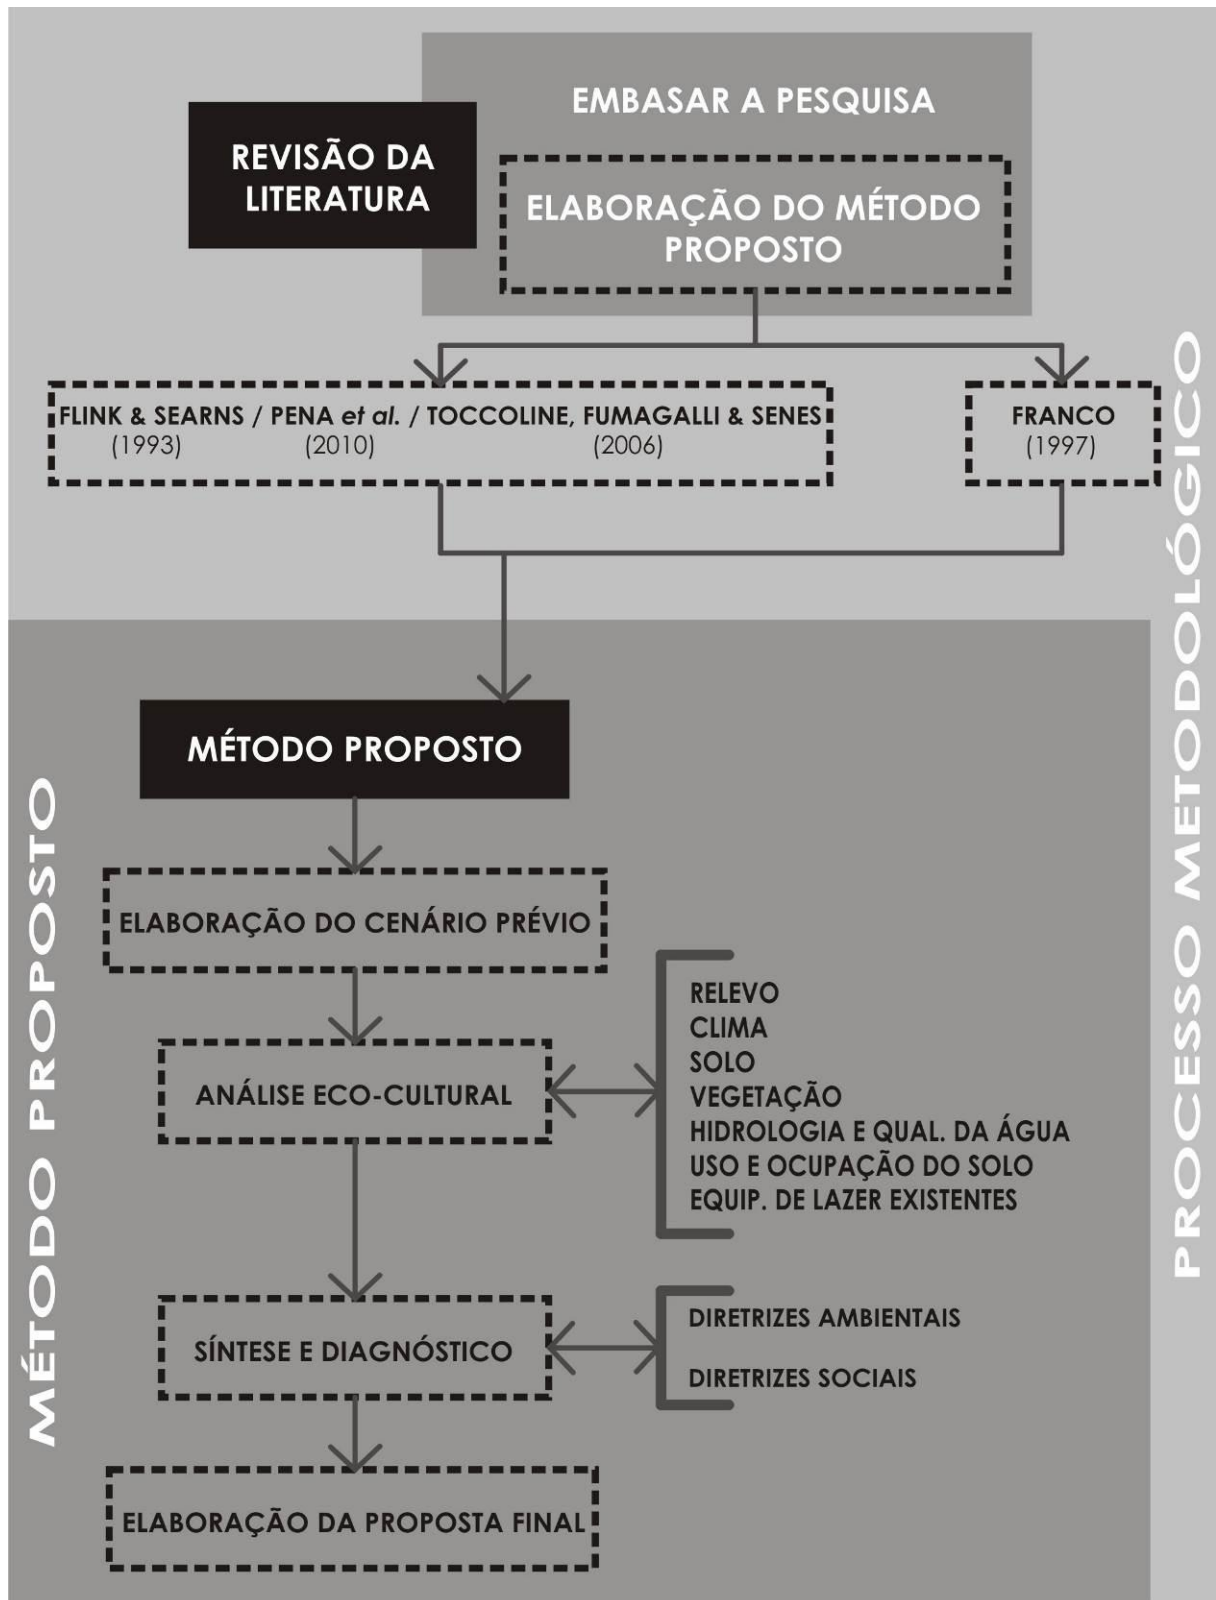 EMBASAR A PESQUISA
REVISÃO DA
LITERATURA
ELABORAÇÃO DO MÉTODO
PROPOSTO
FLINK & SEARNS / PENA et al. / TOCCOLINE, FUMAGALLI & SENES
(1993) (2010) (2006)
FRANCO
(1997)
PROCESSO METODOLÓGICO
MÉTODO PROPOSTO
MÉTODO PROPOSTO
ELABORAÇÃO DO CENÁRIO PRÉVIO
ANÁLISE ECO-CULTURAL
RELEVO
CLIMA
SOLO
VEGETAÇÃO
HIDROLOGIA E QUAL. DA ÁGUA
USO E OCUPAÇÃO DO SOLO
EQUIP. DE LAZER EXISTENTES
SÍNTESE E DIAGNÓSTICO
DIRETRIZES AMBIENTAIS
DIRETRIZES SOCIAIS
ELABORAÇÃO DA PROPOSTA FINAL